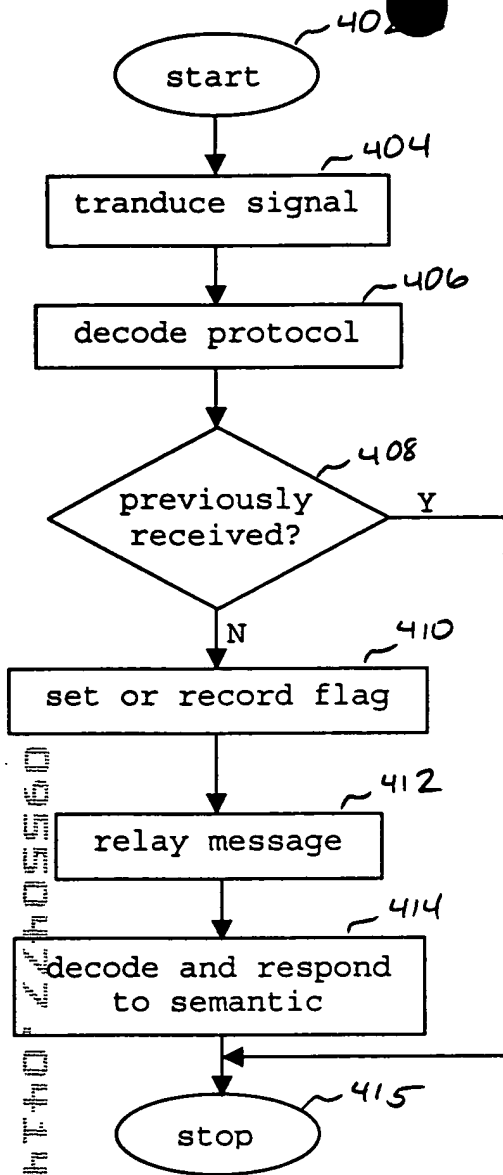 40
start
404
tranduce signal
406
decode protocol
408
previously
received?
Y
N
410
set or record flag
412
relay message
414
decode and respond
to semantic
415
stop